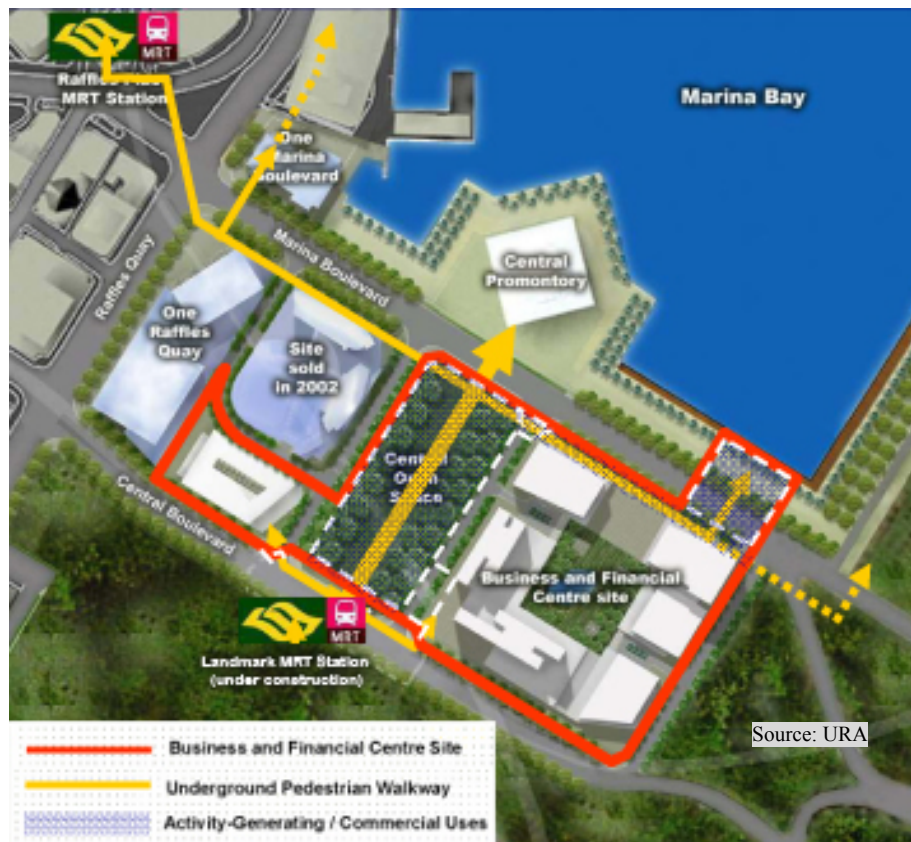 MRT
Raffles Place
MRT Station
One
Marina
Boulevard
Marina Bay
Raffles Quay
Marina Boulevard
Central
Promontory
One
Raffles
Quay
Site
sold
in 2002
Central
Open
Space
Central Boulevard
Business and Financial
Centre site
MRT
Landmark MRT Station
(under construction)
Source: URA
Business and Financial Centre Site
Underground Pedestrian Walkway
Activity-Generating / Commercial Uses